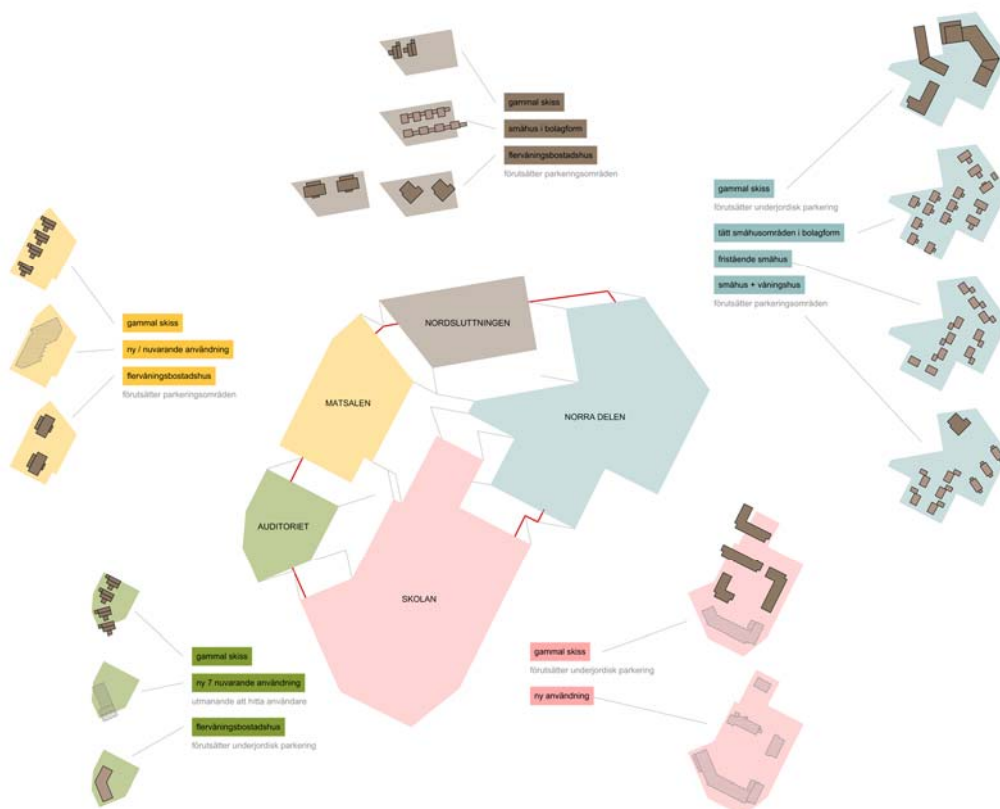 gammal skiss
småhus i bolagform
flervåningsbostadshus
förutsätter parkerngsområden
gammal skiss
förutsätter underjordisk parkering
tätt småhusområden i bolagform
fristående småhus
småhus + våningshus
förutsätter parkeringsområden
gammal skiss
ny / nuvarande användning
flervåningsbostadshus
förutsätter parkeringsområden
NORDSLUTTNINGEN
MATSALEN
NORRA DELEN
AUDITORIET
SKOLAN
gammal skiss
ny 7 nuvarande användning
utmanande att hitta användare
flervåningsbostadshus
förutsätter underjordisk parkering
gammal skiss
förutsätter underjordisk parkering
ny användning